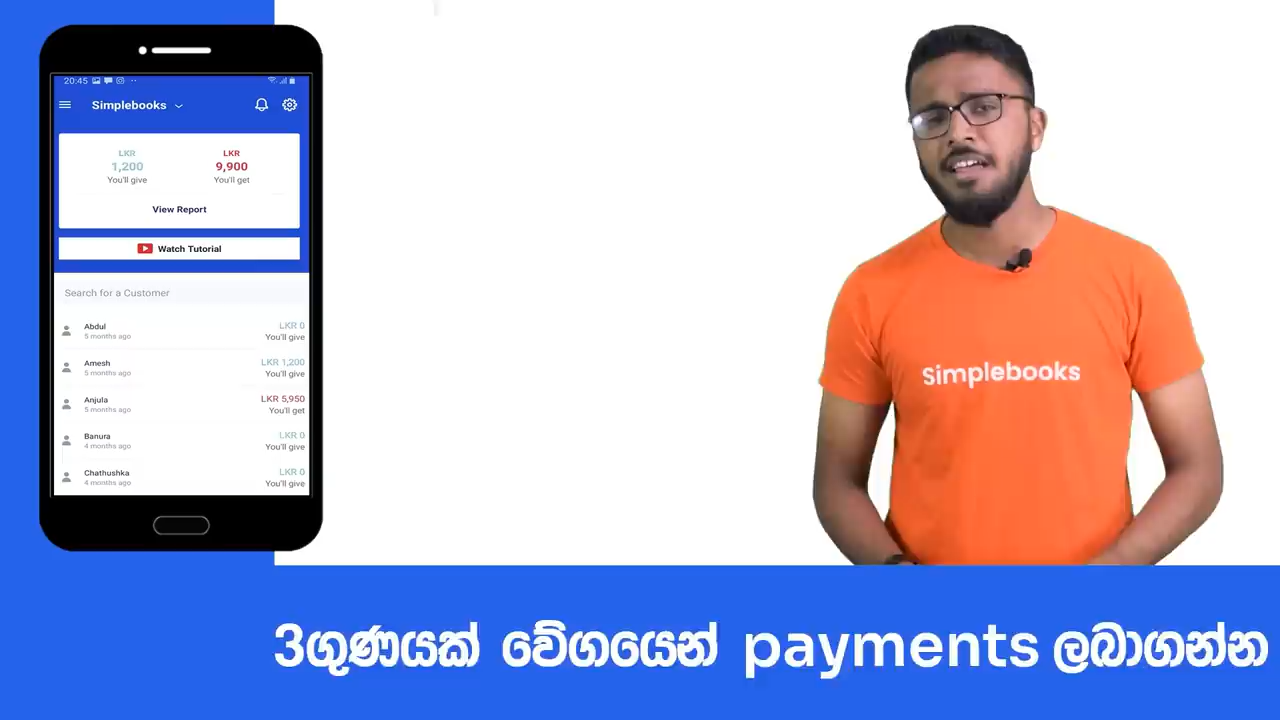 20:45
Simplebooks
LKR
1,200
You'll give
LKR
9,900
You'll get
View Report
Watch Tutorial
Search for a Customer
Abdul
5 months ago
LKR 0
You'll give
Amesh
5 months ago
LKR 1,200
You'll give
Anjula
5 months ago
LKR 5,950
You'll get
Banura
4 months ago
LKR 0
You'll give
Chathushka
4 months ago
LKR 0
You'll give
Simplebooks
3ගුණයක් වේගයෙන් payments ලබාගන්න